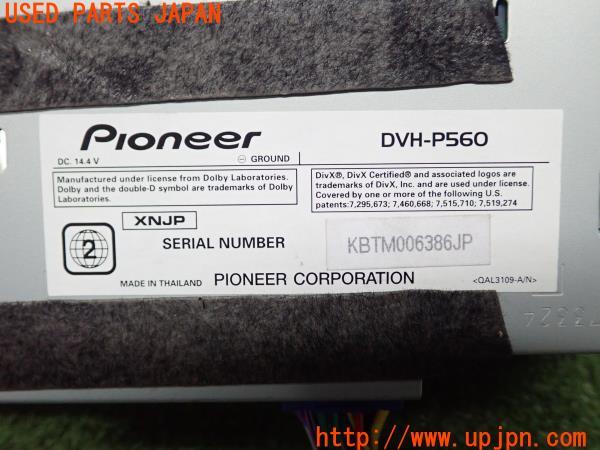 USED PARTS JAPAN
Pioneer
DVH-P560
DC. 14.4 V
⊖ GROUND
Manufactured under license from Dolby Laboratories.
Dolby and the double-D symbol are trademarks of Dolby
Laboratories.
DivX®, DivX Certified® and associated logos are
trademarks of DivX, Inc. and are used under license.
Covered by one or more of the following U.S.
patents:7,295,673; 7,460,668; 7,515,710; 7,519,274
2
XNJP
SERIAL NUMBER
KBTM006386JP
MADE IN THAILAND
PIONEER CORPORATION
<QAL3109-A/N>
http://www.upjpn.com/